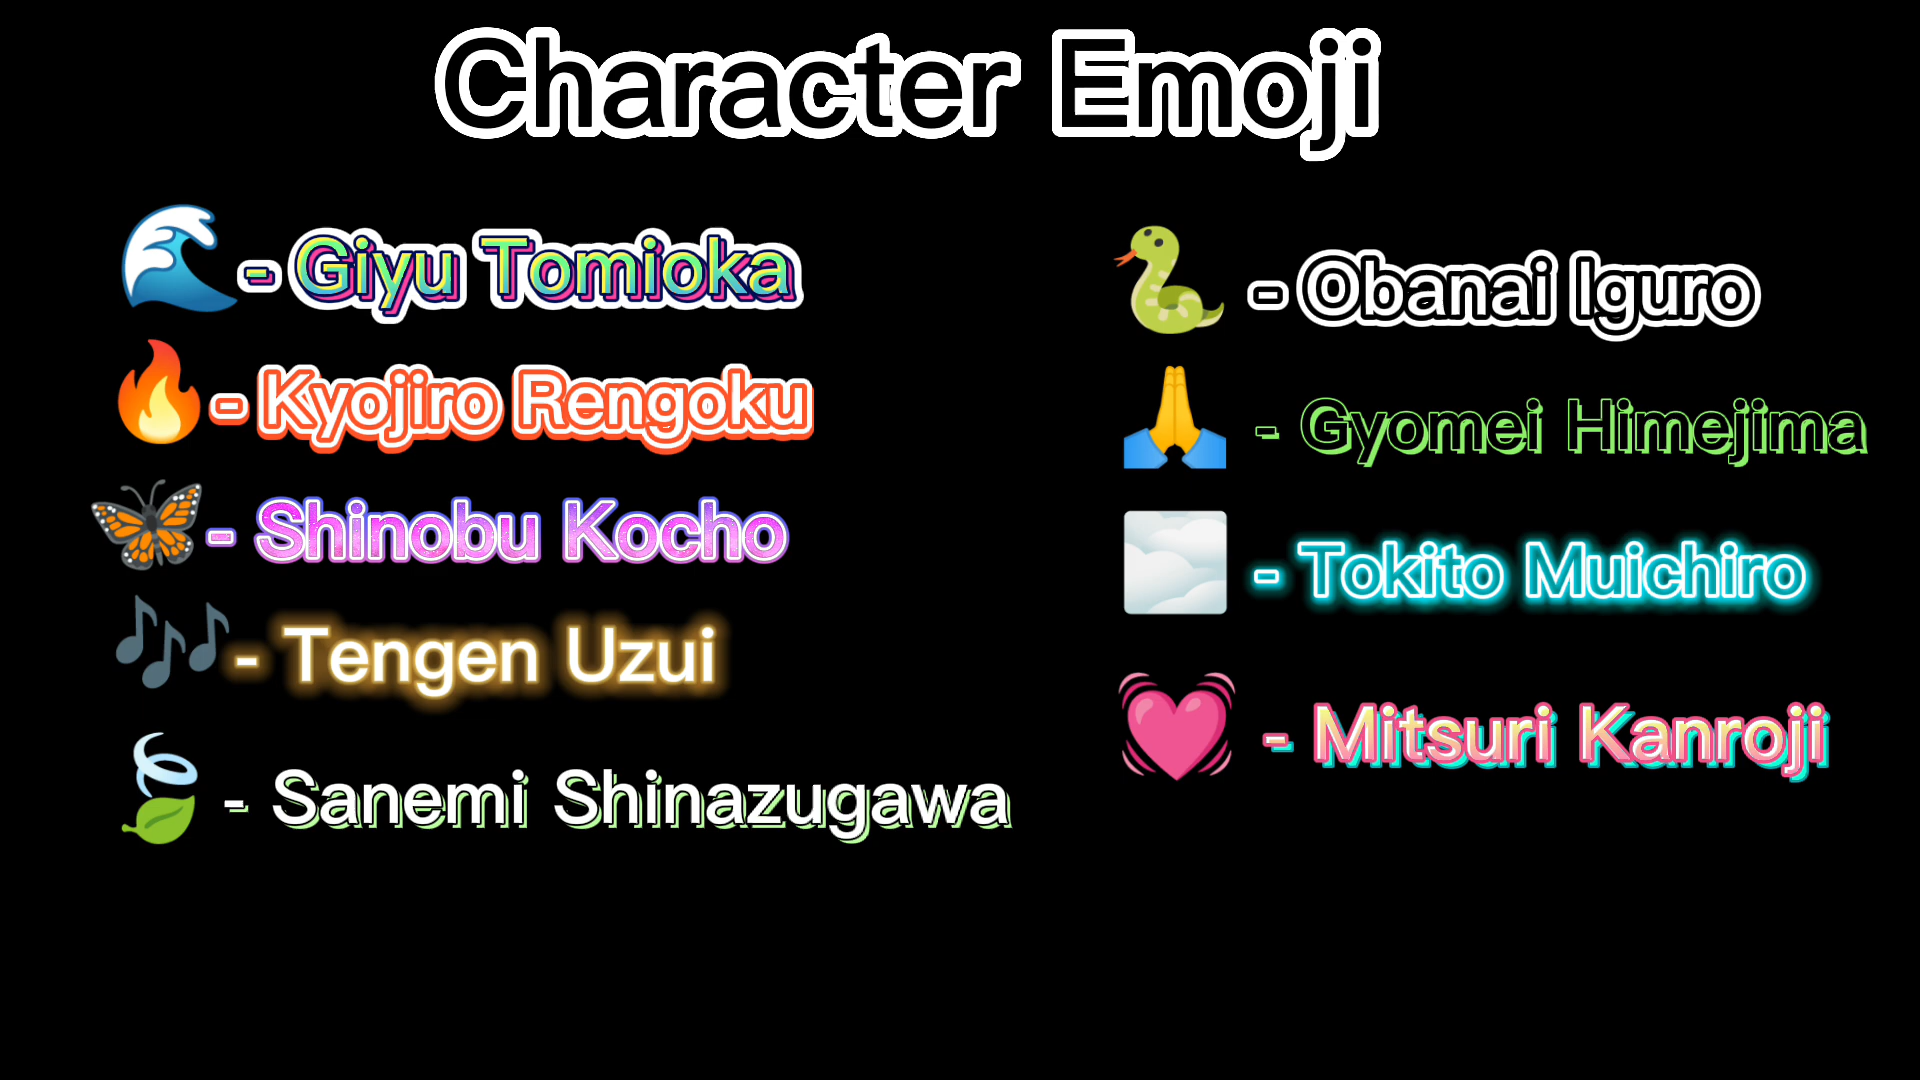 Character Emoji
🌊- Giyu Tomioka
🔥- Kyojiro Rengoku
🦋- Shinobu Kocho
🎶- Tengen Uzui
🍃 - Sanemi Shinazugawa
🐍 - Obanai Iguro
🙏 - Gyomei Himejima
🌫️ - Tokito Muichiro
💓 - Mitsuri Kanroji